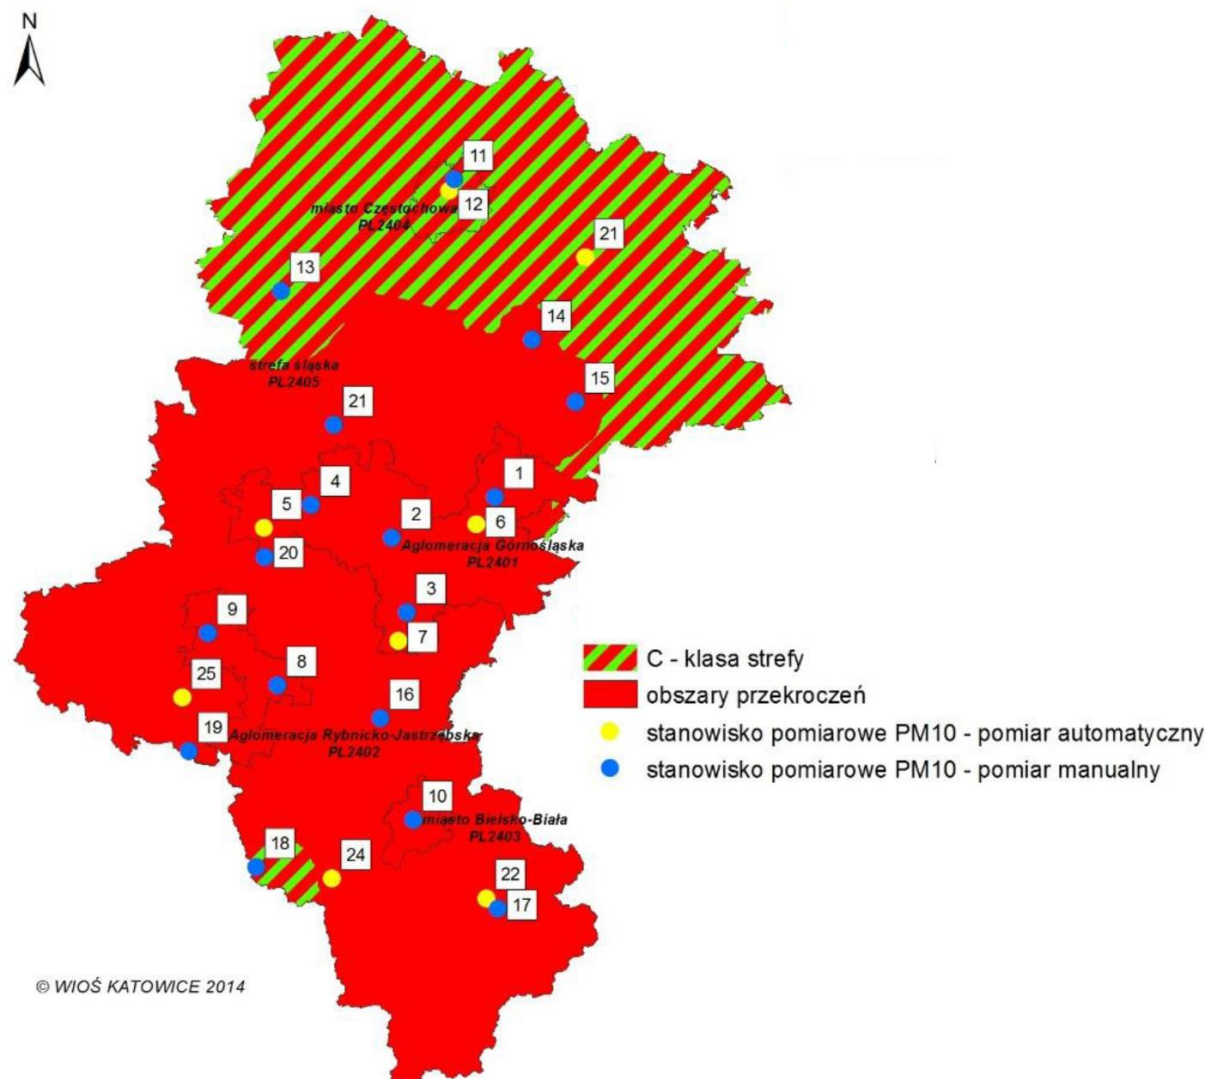 N
11
12
miasto Częstochowa
PL2404
21
13
14
strefa śląska
PL2405
15
21
1
4
5
2
6
Aglomeracja Górnośląska
PL2401
20
3
9
7
8
25
16
19
Aglomeracja Rybnicko-Jastrzębska
PL2402
10
miasto Bielsko-Biała
PL2403
18
24
22
17
C - klasa strefy
obszary przekroczeń
stanowisko pomiarowe PM10 - pomiar automatyczny
stanowisko pomiarowe PM10 - pomiar manualny
© WIOŚ KATOWICE 2014